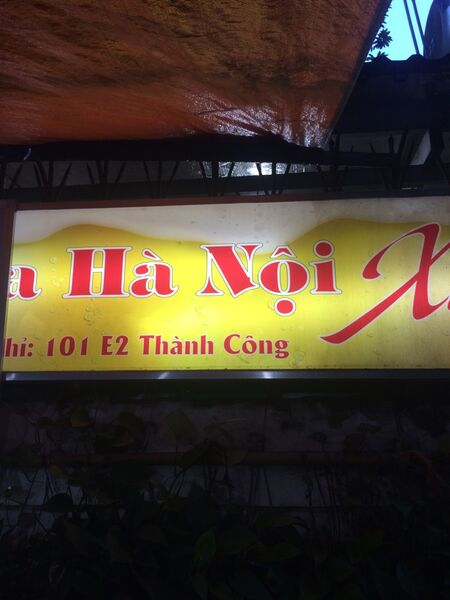 a Hà Nội X
hỉ: 101 E2 Thành Công